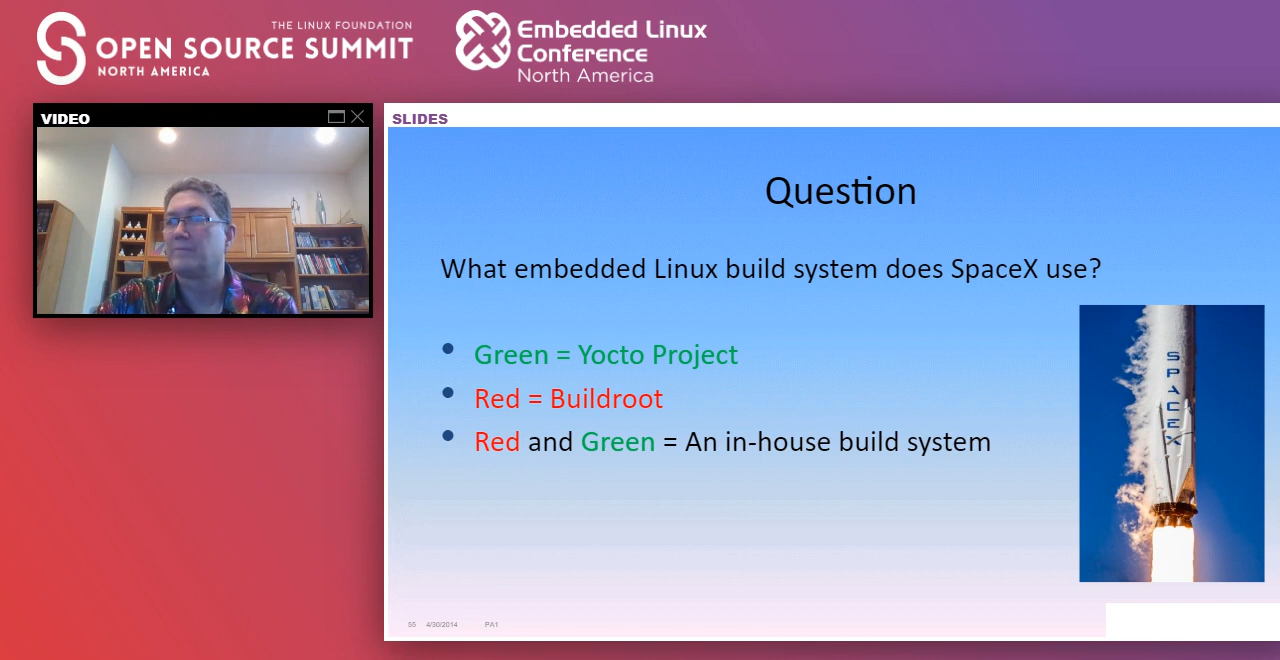 THE LINUX FOUNDATION
OPEN SOURCE SUMMIT
NORTH AMERICA
Embedded Linux
Conference
North America
VIDEO
SLIDES
Question
What embedded Linux build system does SpaceX use?
Green = Yocto Project
Red = Buildroot
Red and Green = An in-house build system
SPACEX
55 4/30/2014 PA1